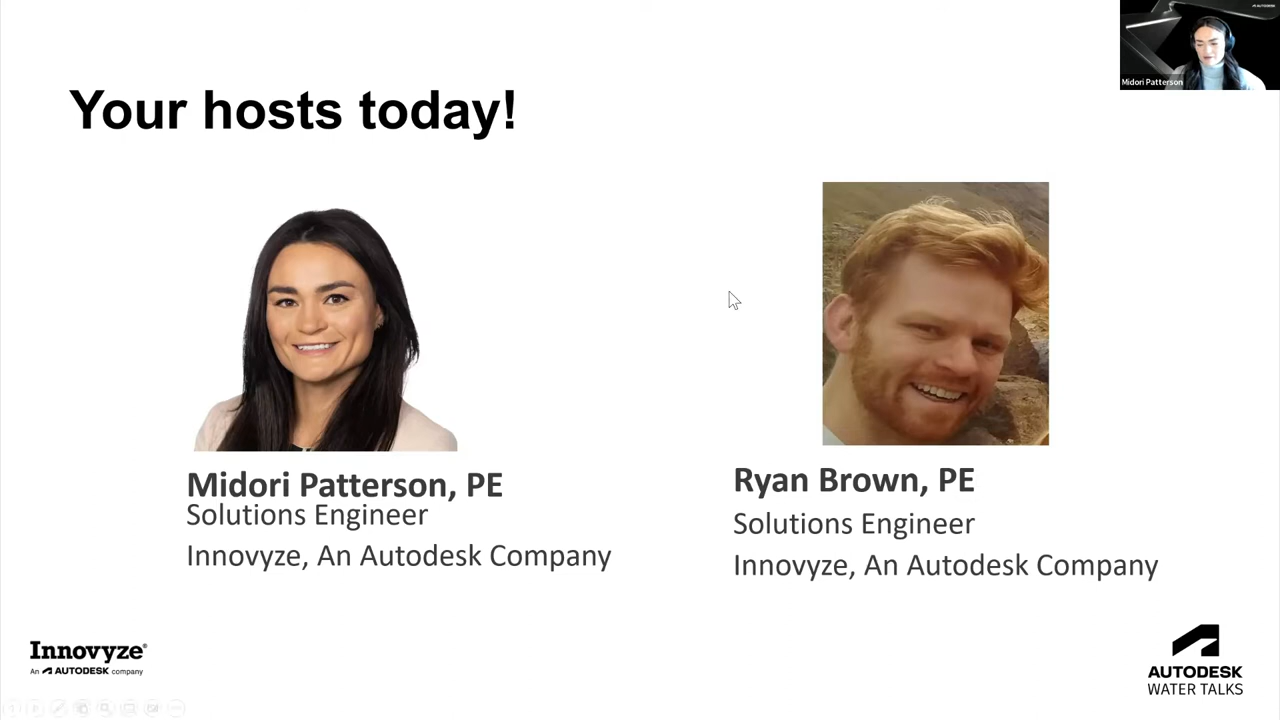 AUTODESK
Midori Patterson
Your hosts today!
Midori Patterson, PE
Solutions Engineer
Innovyze, An Autodesk Company
Ryan Brown, PE
Solutions Engineer
Innovyze, An Autodesk Company
Innovyze®
An AUTODESK company
AUTODESK
WATER TALKS